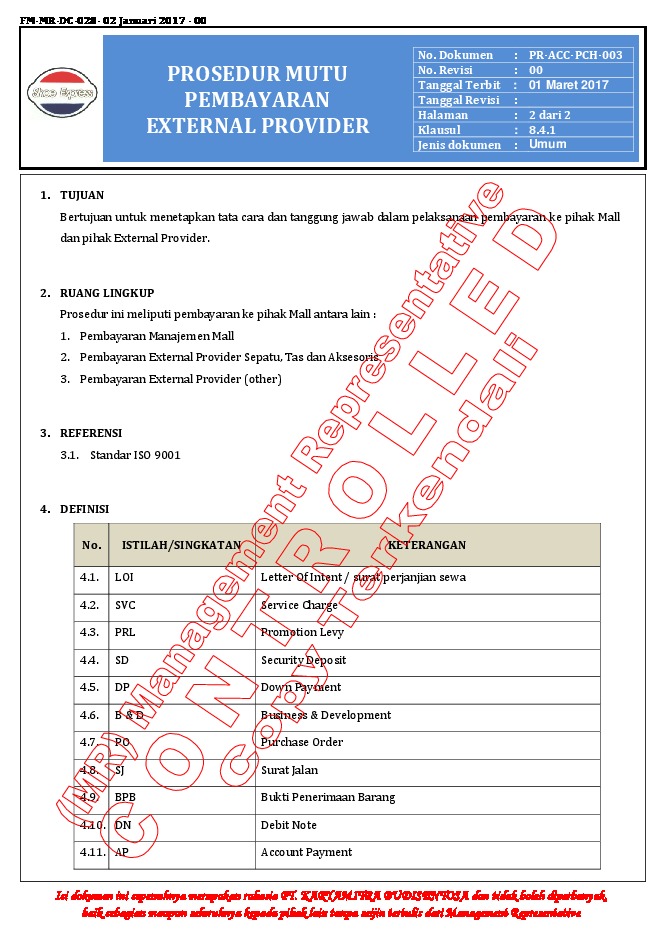 FM-MR-DC-028- 02 Januari 2017 - 00
Shoe Express
PROSEDUR MUTU
PEMBAYARAN
EXTERNAL PROVIDER
No. Dokumen : PR-ACC-PCH-003
No. Revisi : 00
Tanggal Terbit : 01 Maret 2017
Tanggal Revisi :
Halaman : 2 dari 2
Klausul : 8.4.1
Jenis dokumen : Umum
1. TUJUAN
Bertujuan untuk menetapkan tata cara dan tanggung jawab dalam pelaksanaan pembayaran ke pihak Mall
dan pihak External Provider.
2. RUANG LINGKUP
Prosedur ini meliputi pembayaran ke pihak Mall antara lain :
1. Pembayaran Manajemen Mall
2. Pembayaran External Provider Sepatu, Tas dan Aksesoris
3. Pembayaran External Provider (other)
3. REFERENSI
3.1. Standar ISO 9001
4. DEFINISI
No. ISTILAH/SINGKATAN KETERANGAN
4.1. LOI Letter Of Intent / surat perjanjian sewa
4.2. SVC Service Charge
4.3. PRL Promotion Levy
4.4. SD Security Deposit
4.5. DP Down Payment
4.6. B & D Business & Development
4.7. PO Purchase Order
4.8. SJ Surat Jalan
4.9. BPB Bukti Penerimaan Barang
4.10. DN Debit Note
4.11. AP Account Payment
(MR) Management Representative
CONTROLLED
Copy Terkendali
Isi dokumen ini sepenuhnya merupakan rahasia PT. KARYAMITRA BUDISENTOSA dan tidak boleh diperbanyak,
baik sebagian maupun seluruhnya kepada pihak lain tanpa seijin tertulis dari Management Representative